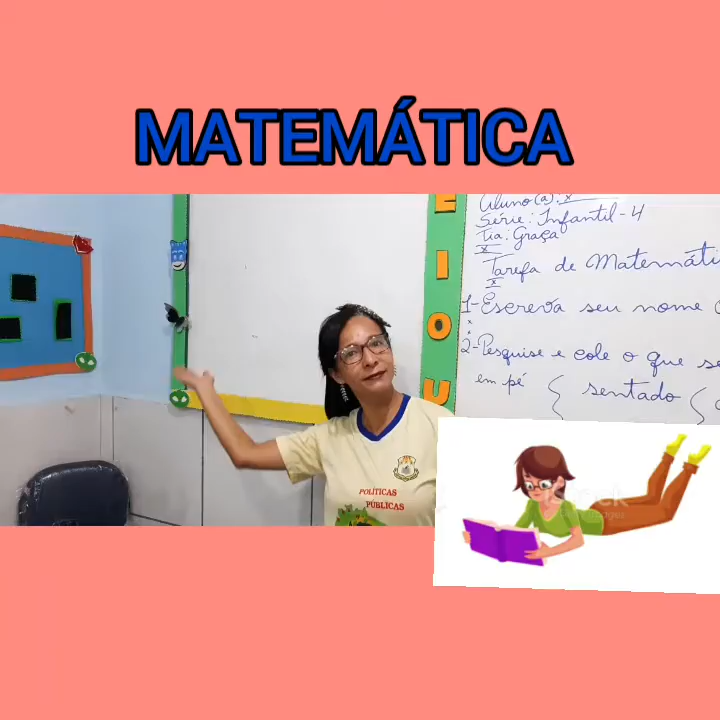 MATEMÁTICA
E
I
O
U
Aluno(a): x
Série: Infantil-4
Tia: Graça
x
Tarefa de Matemáti
x
1-Escreva seu nome
2-Pesquise e cole o que se
em pé { sentado {
POLÍTICAS
PÚBLICAS